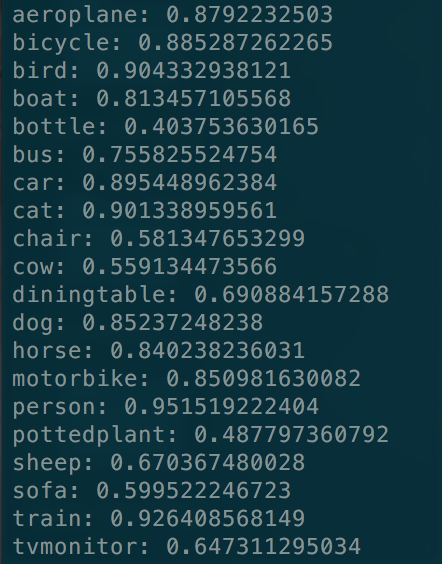 aeroplane: 0.8792232503
bicycle: 0.885287262265
bird: 0.904332938121
boat: 0.813457105568
bottle: 0.403753630165
bus: 0.755825524754
car: 0.895448962384
cat: 0.901338959561
chair: 0.581347653299
cow: 0.559134473566
diningtable: 0.690884157288
dog: 0.85237248238
horse: 0.840238236031
motorbike: 0.850981630082
person: 0.951519222404
pottedplant: 0.487797360792
sheep: 0.670367480028
sofa: 0.599522246723
train: 0.926408568149
tvmonitor: 0.647311295034